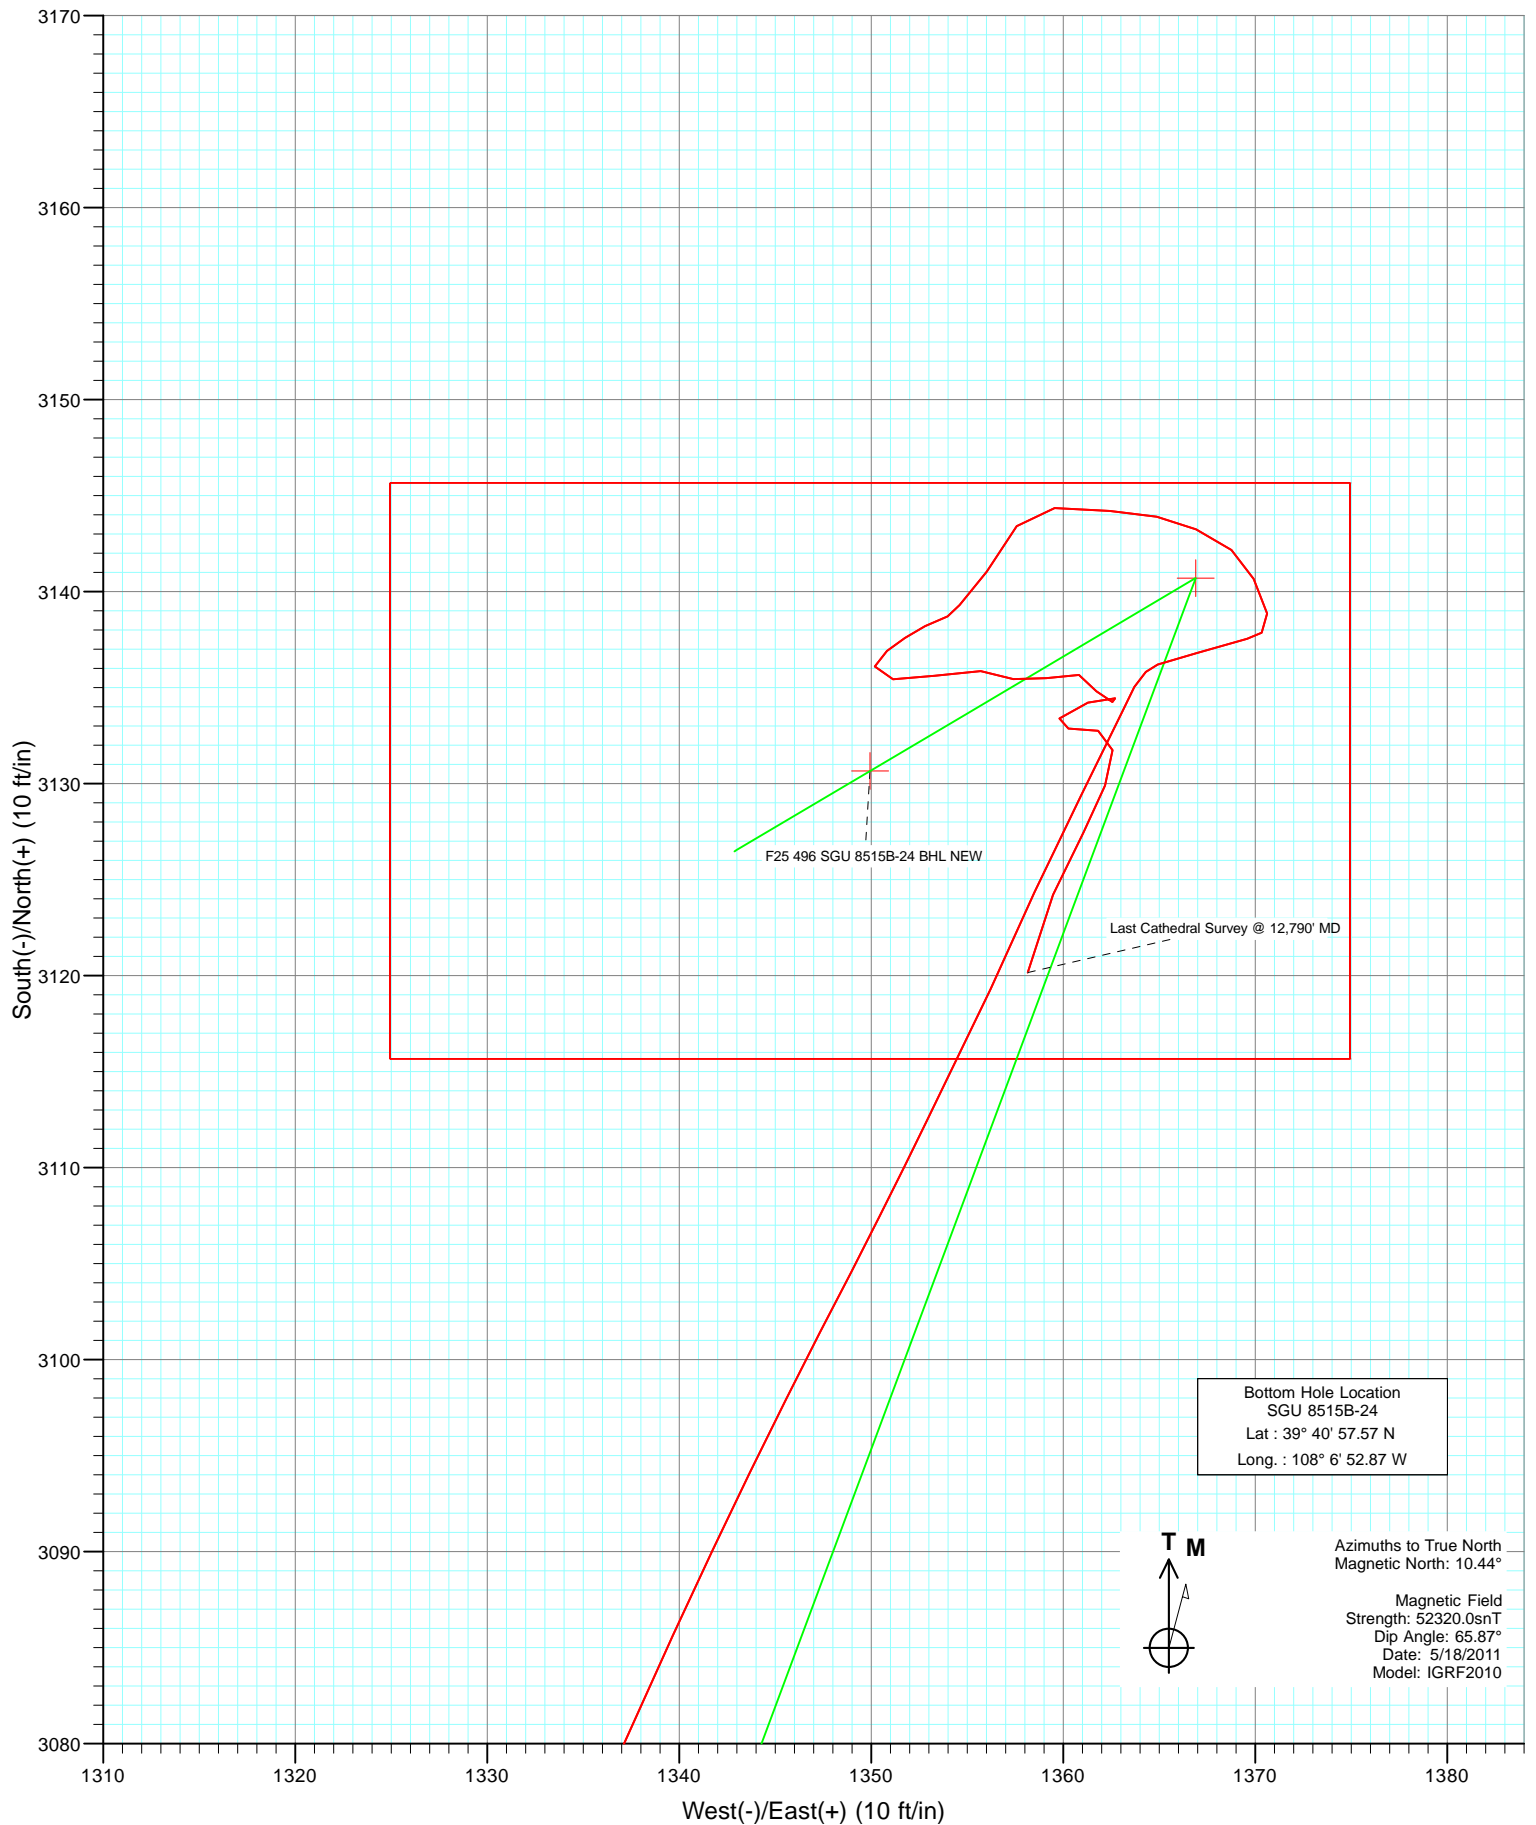 3170
3160
3150
3140
3130
3120
3110
3100
3090
3080
South(-)/North(+) (10 ft/in)
F25 496 SGU 8515B-24 BHL NEW
Last Cathedral Survey @ 12,790' MD
Bottom Hole Location
SGU 8515B-24
Lat : 39° 40' 57.57 N
Long. : 108° 6' 52.87 W
T M
Azimuths to True North
Magnetic North: 10.44°
Magnetic Field
Strength: 52320.0snT
Dip Angle: 65.87°
Date: 5/18/2011
Model: IGRF2010
1310 1320 1330 1340 1350 1360 1370 1380
West(-)/East(+) (10 ft/in)